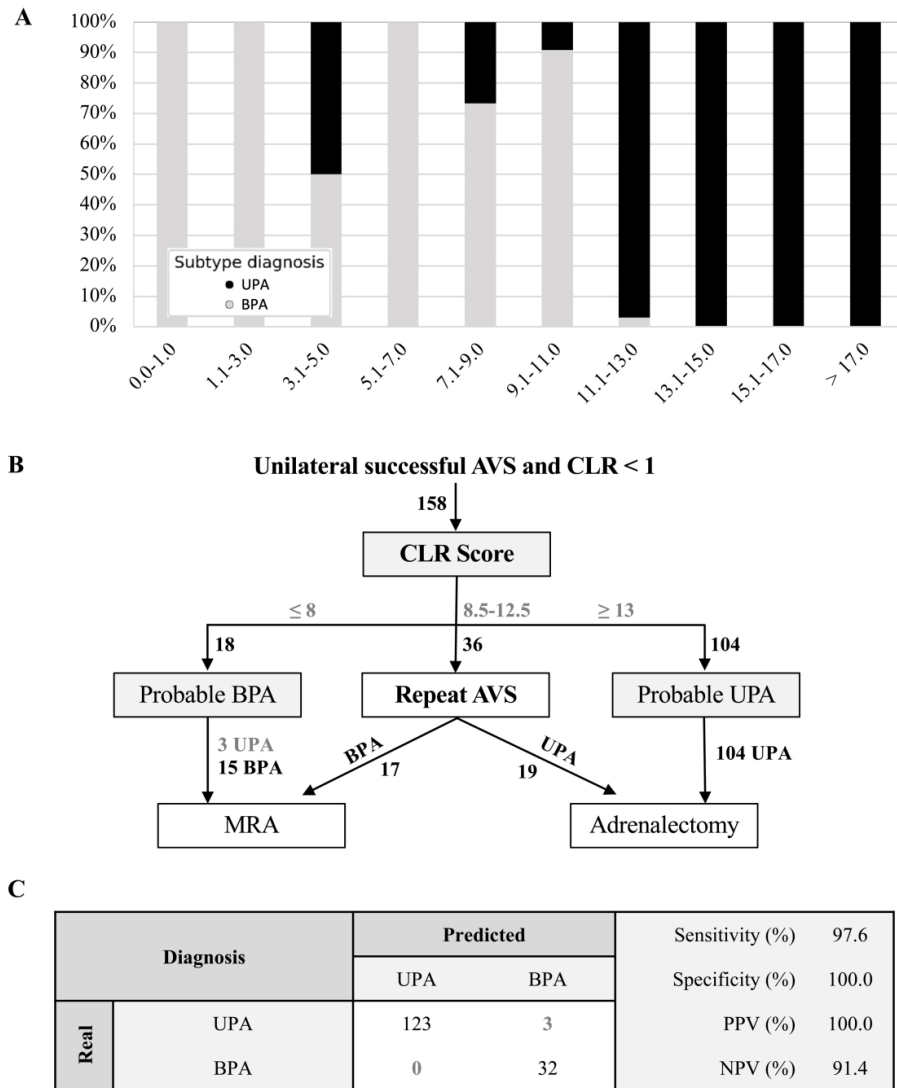 A
100%
90%
80%
70%
60%
50%
40%
30%
20%
10%
0%
Subtype diagnosis
UPA
BPA
0.0-1.0
1.1-3.0
3.1-5.0
5.1-7.0
7.1-9.0
9.1-11.0
11.1-13.0
13.1-15.0
15.1-17.0
> 17.0
B
Unilateral successful AVS and CLR < 1
158
CLR Score
≤ 8
8.5-12.5
≥ 13
18
36
104
Probable BPA
Repeat AVS
Probable UPA
3 UPA
15 BPA
BPA
17
UPA
19
104 UPA
MRA
Adrenalectomy
C
Diagnosis
Predicted
Sensitivity (%) 97.6
UPA BPA
Specificity (%) 100.0
Real
UPA 123 3
PPV (%) 100.0
BPA 0 32
NPV (%) 91.4